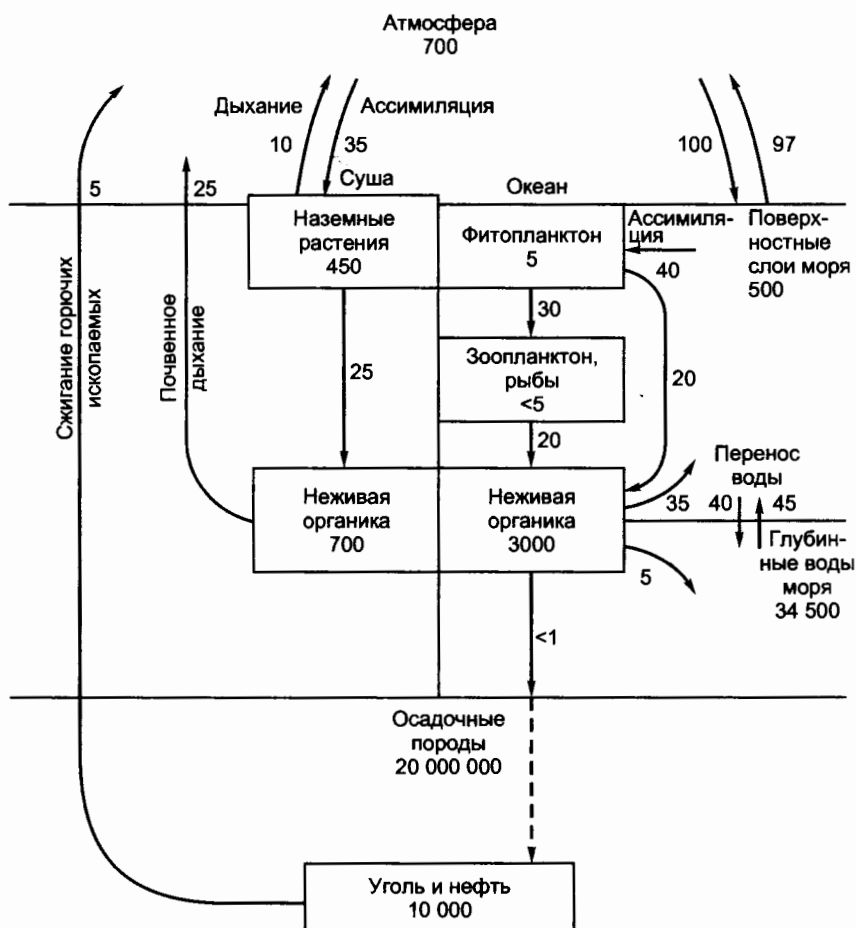 Атмосфера
700
Дыхание
Ассимиляция
10
35
100
97
5
25
Суша
Океан
Наземные
растения
450
Фитопланктон
5
Ассимиля-
ция
40
Поверх-
ностные
слои моря
500
Сжигание горючих
ископаемых
Почвенное
дыхание
30
25
Зоопланктон,
рыбы
<5
20
20
Перенос
воды
Неживая
органика
700
Неживая
органика
3000
35
40
45
5
Глубин-
ные воды
моря
34 500
<1
Осадочные
породы
20 000 000
Уголь и нефть
10 000